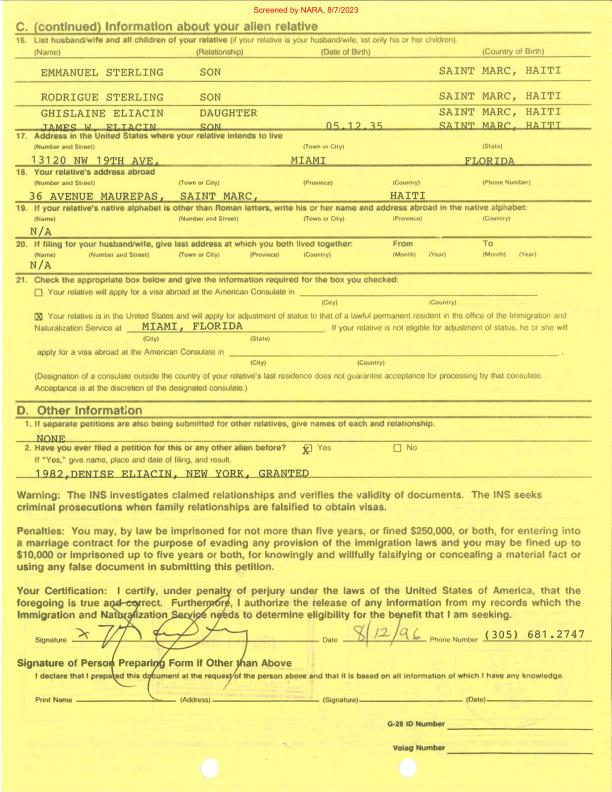 Screened by NARA, 8/7/2023
C. (continued) Information about your alien relative
16. List husband/wife and all children of your relative (if your relative is your husband/wife, list only his or her children).
(Name) (Relationship) (Date of Birth) (Country of Birth)
EMMANUEL STERLING SON SAINT MARC, HAITI
RODRIGUE STERLING SON SAINT MARC, HAITI
GHISLAINE ELIACIN DAUGHTER SAINT MARC, HAITI
JAMES W. ELIACIN SON 05.12.35 SAINT MARC, HAITI
17. Address in the United States where your relative intends to live
(Number and Street) (Town or City) (State)
13120 NW 19TH AVE, MIAMI FLORIDA
18. Your relative's address abroad
(Number and Street) (Town or City) (Province) (Country) (Phone Number)
36 AVENUE MAUREPAS, SAINT MARC, HAITI
19. If your relative's native alphabet is other than Roman letters, write his or her name and address abroad in the native alphabet:
(Name) (Number and Street) (Town or City) (Province) (Country)
N/A
20. If filing for your husband/wife, give last address at which you both lived together: From To
(Name) (Number and Street) (Town or City) (Province) (Country) (Month) (Year) (Month) (Year)
N/A
21. Check the appropriate box below and give the information required for the box you checked:
☐ Your relative will apply for a visa abroad at the American Consulate in
(City) (Country)
☒ Your relative is in the United States and will apply for adjustment of status to that of a lawful permanent resident in the office of the Immigration and
Naturalization Service at MIAMI, FLORIDA . If your relative is not eligible for adjustment of status, he or she will
(City) (State)
apply for a visa abroad at the American Consulate in .
(City) (Country)
(Designation of a consulate outside the country of your relative's last residence does not guarantee acceptance for processing by that consulate.
Acceptance is at the discretion of the designated consulate.)
D. Other Information
1. If separate petitions are also being submitted for other relatives, give names of each and relationship.
NONE
2. Have you ever filed a petition for this or any other alien before? ☒ Yes ☐ No
If "Yes," give name, place and date of filing, and result.
1982,DENISE ELIACIN, NEW YORK, GRANTED
Warning: The INS investigates claimed relationships and verifies the validity of documents. The INS seeks
criminal prosecutions when family relationships are falsified to obtain visas.
Penalties: You may, by law be imprisoned for not more than five years, or fined $250,000, or both, for entering into
a marriage contract for the purpose of evading any provision of the immigration laws and you may be fined up to
$10,000 or imprisoned up to five years or both, for knowingly and willfully falsifying or concealing a material fact or
using any false document in submitting this petition.
Your Certification: I certify, under penalty of perjury under the laws of the United States of America, that the
foregoing is true and correct. Furthermore, I authorize the release of any information from my records which the
Immigration and Naturalization Service needs to determine eligibility for the benefit that I am seeking.
Signature x Date 8/12/96 Phone Number (305) 681.2747
Signature of Person Preparing Form if Other than Above
I declare that I prepared this document at the request of the person above and that it is based on all information of which I have any knowledge.
Print Name (Address) (Signature) (Date)
G-28 ID Number
Volag Number